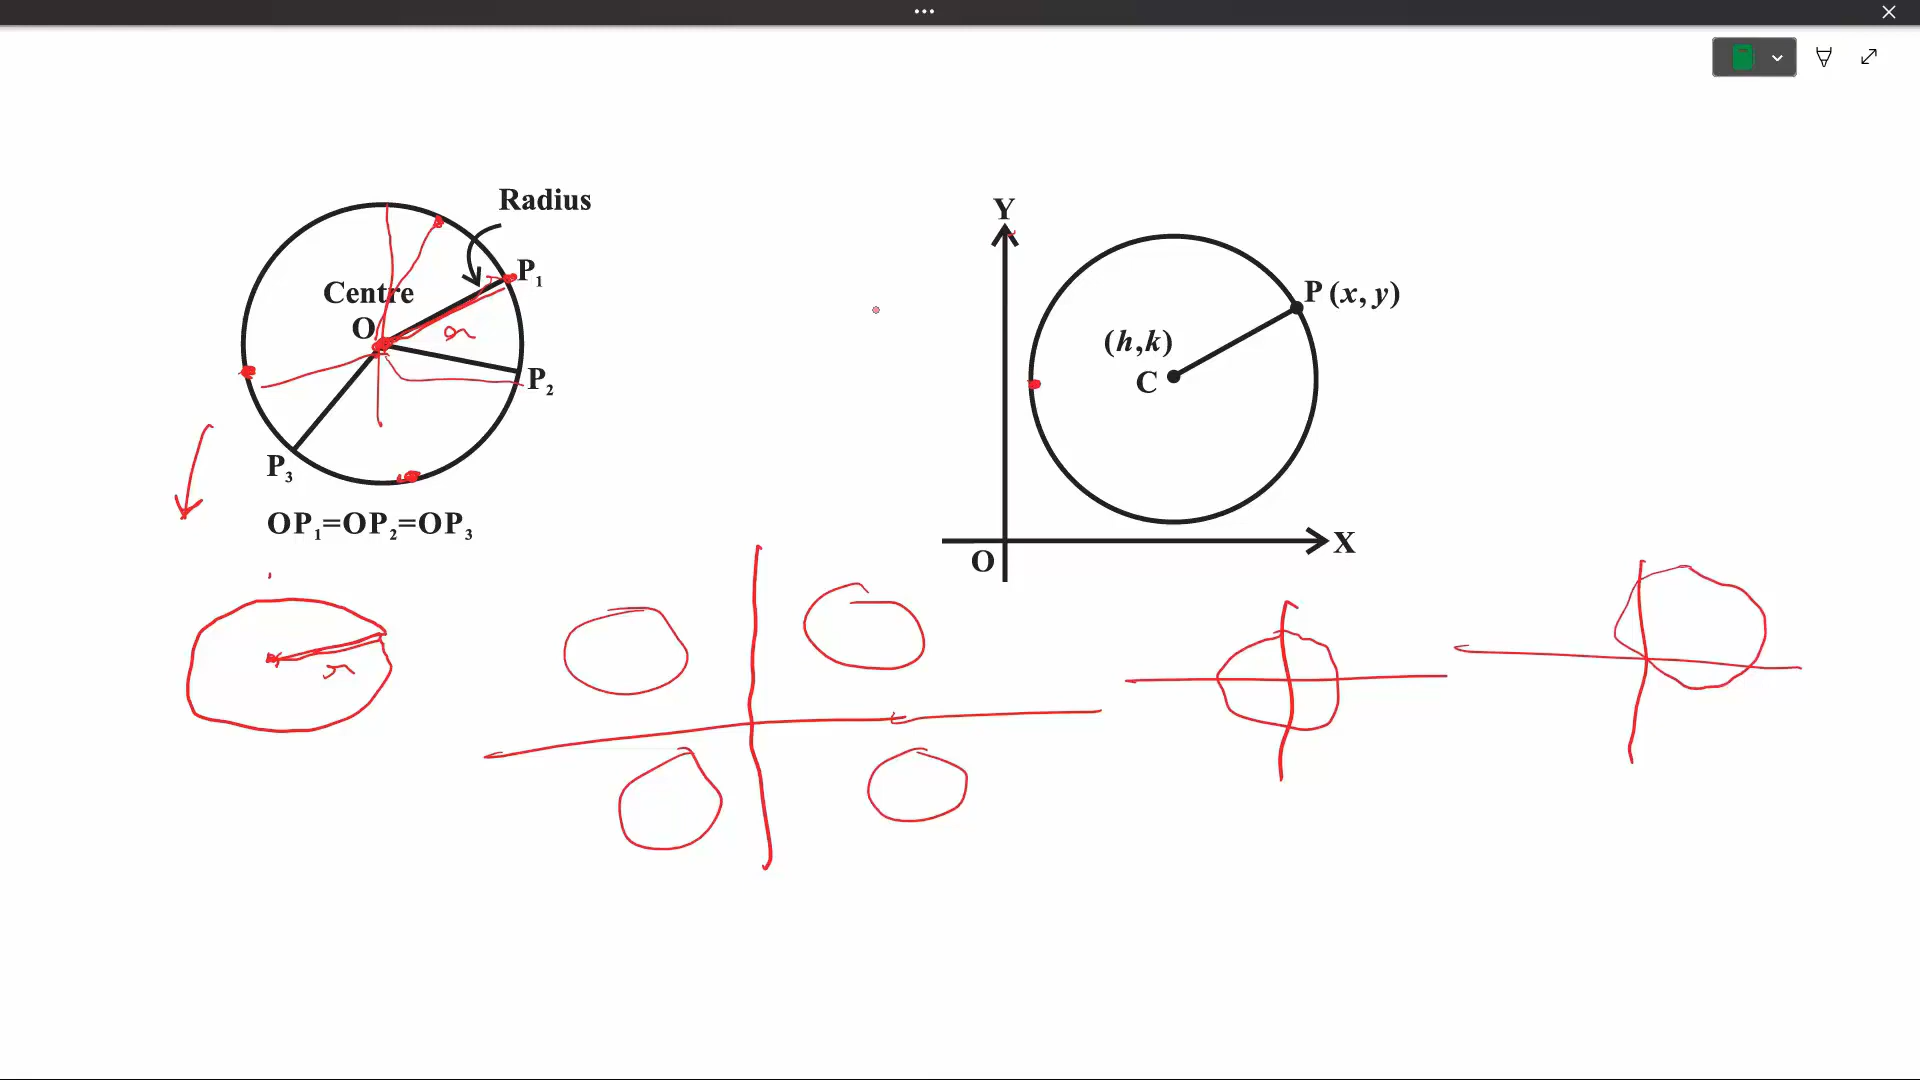 Radius
P₁
Centre
O
r
P₂
P₃
OP₁=OP₂=OP₃
Y
P (x, y)
(h,k)
C
X
O
r